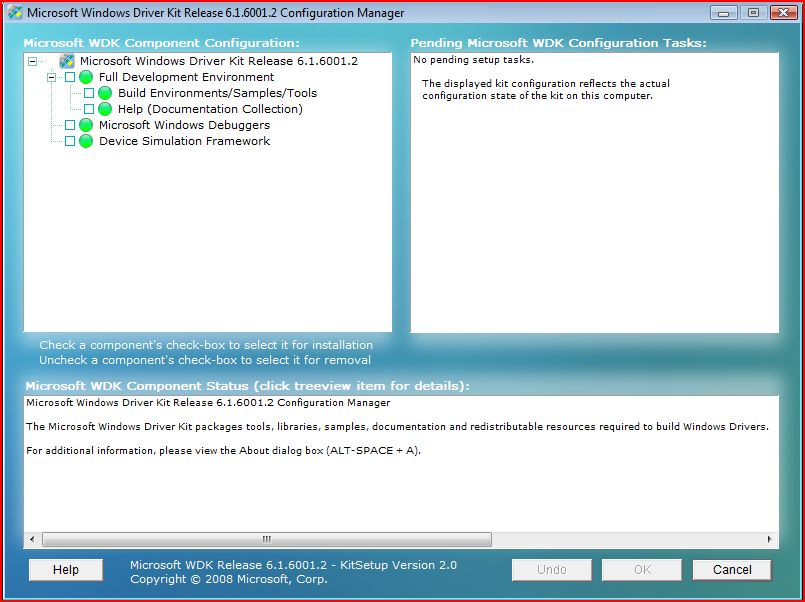 Microsoft Windows Driver Kit Release 6.1.6001.2 Configuration Manager
Microsoft WDK Component Configuration:
Microsoft Windows Driver Kit Release 6.1.6001.2
Full Development Environment
Build Environments/Samples/Tools
Help (Documentation Collection)
Microsoft Windows Debuggers
Device Simulation Framework
Check a component's check-box to select it for installation
Uncheck a component's check-box to select it for removal
Pending Microsoft WDK Configuration Tasks:
No pending setup tasks.
The displayed kit configuration reflects the actual
configuration state of the kit on this computer.
Microsoft WDK Component Status (click treeview item for details):
Microsoft Windows Driver Kit Release 6.1.6001.2 Configuration Manager
The Microsoft Windows Driver Kit packages tools, libraries, samples, documentation and redistributable resources required to build Windows Drivers.
For additional information, please view the About dialog box (ALT-SPACE + A).
Help
Microsoft WDK Release 6.1.6001.2 - KitSetup Version 2.0
Copyright © 2008 Microsoft, Corp.
Undo
OK
Cancel